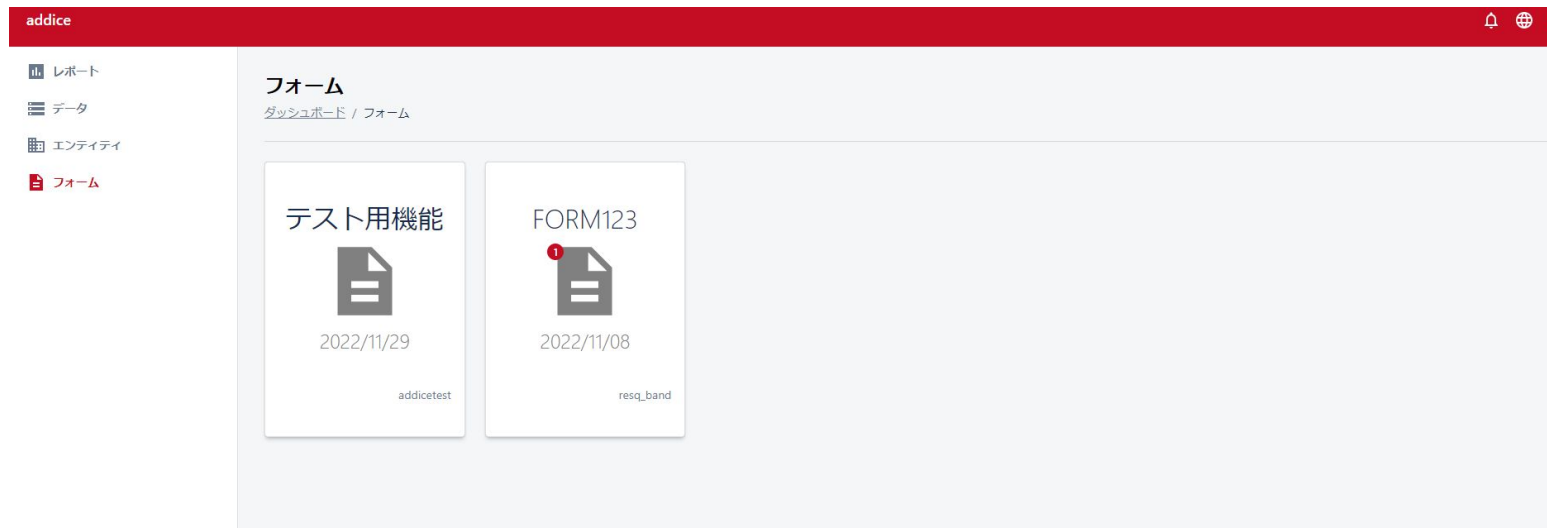 addice
レポート
データ
エンティティ
フォーム
フォーム
ダッシュボード / フォーム
テスト用機能
2022/11/29
addicetest
FORM123
1
2022/11/08
resq_band